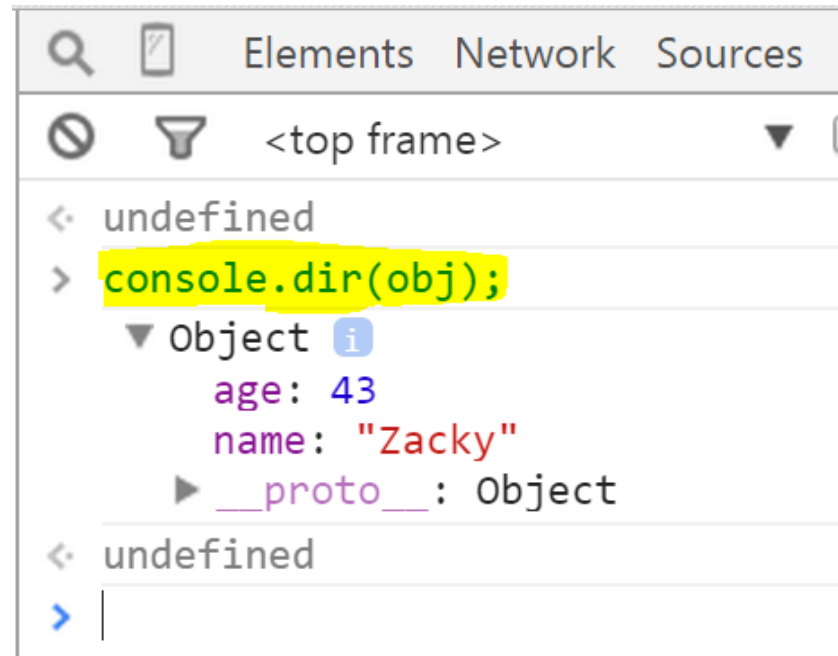 Elements Network Sources
<top frame>
undefined
console.dir(obj);
Object i
age: 43
name: "Zacky"
__proto__: Object
undefined